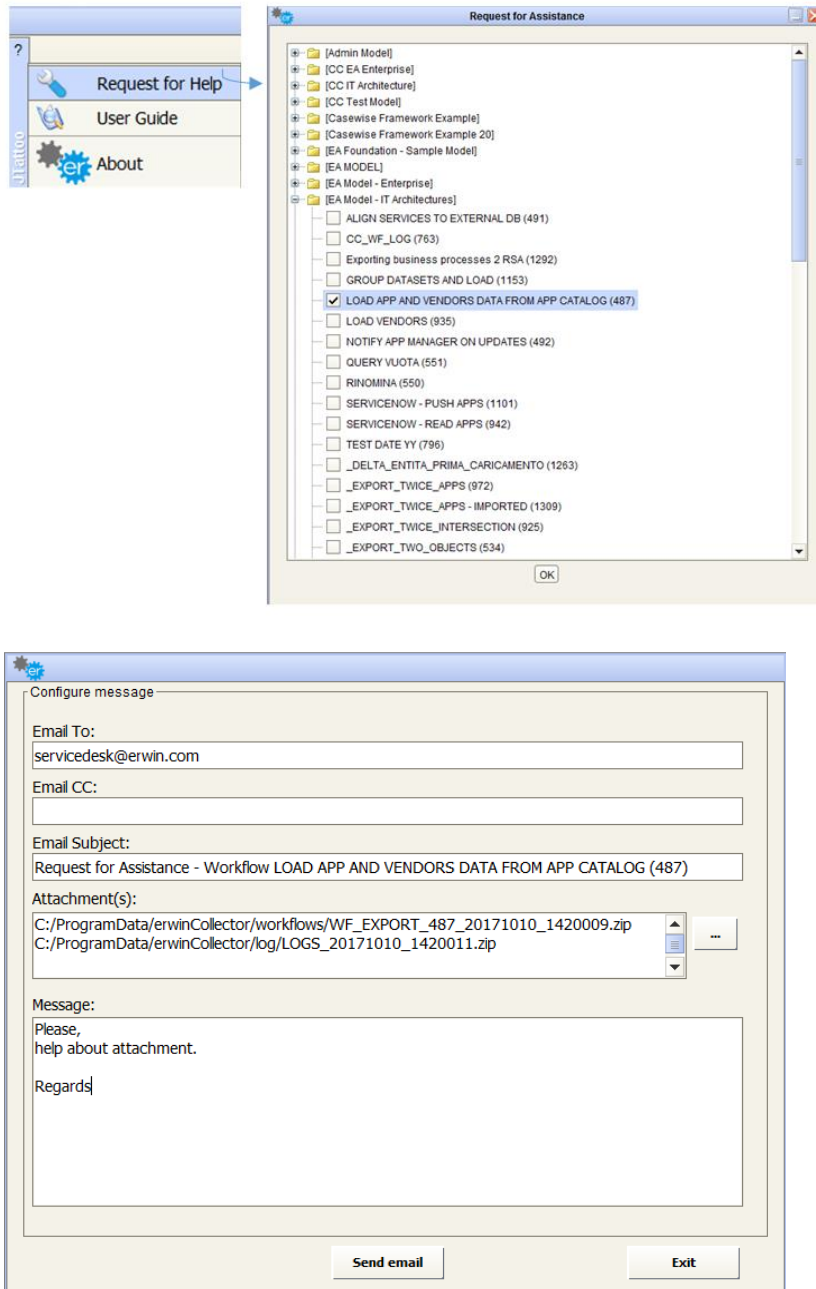 ?
Request for Help
User Guide
er About
JTattoo
er
Request for Assistance
[Admin Model]
[CC EA Enterprise]
[CC IT Architecture]
[CC Test Model]
[Casewise Framework Example]
[Casewise Framework Example 20]
[EA Foundation - Sample Model]
[EA MODEL]
[EA Model - Enterprise]
[EA Model - IT Architectures]
ALIGN SERVICES TO EXTERNAL DB (491)
CC_WF_LOG (763)
Exporting business processes 2 RSA (1292)
GROUP DATASETS AND LOAD (1153)
LOAD APP AND VENDORS DATA FROM APP CATALOG (487)
LOAD VENDORS (935)
NOTIFY APP MANAGER ON UPDATES (492)
QUERY VUOTA (551)
RINOMINA (550)
SERVICENOW - PUSH APPS (1101)
SERVICENOW - READ APPS (942)
TEST DATE YY (796)
_DELTA_ENTITA_PRIMA_CARICAMENTO (1263)
_EXPORT_TWICE_APPS (972)
_EXPORT_TWICE_APPS - IMPORTED (1309)
_EXPORT_TWICE_INTERSECTION (925)
_EXPORT_TWO_OBJECTS (534)
OK
er
Configure message
Email To:
servicedesk@erwin.com
Email CC:
Email Subject:
Request for Assistance - Workflow LOAD APP AND VENDORS DATA FROM APP CATALOG (487)
Attachment(s):
C:/ProgramData/erwinCollector/workflows/WF_EXPORT_487_20171010_1420009.zip
C:/ProgramData/erwinCollector/log/LOGS_20171010_1420011.zip
...
Message:
Please,
help about attachment.
Regards
Send email
Exit